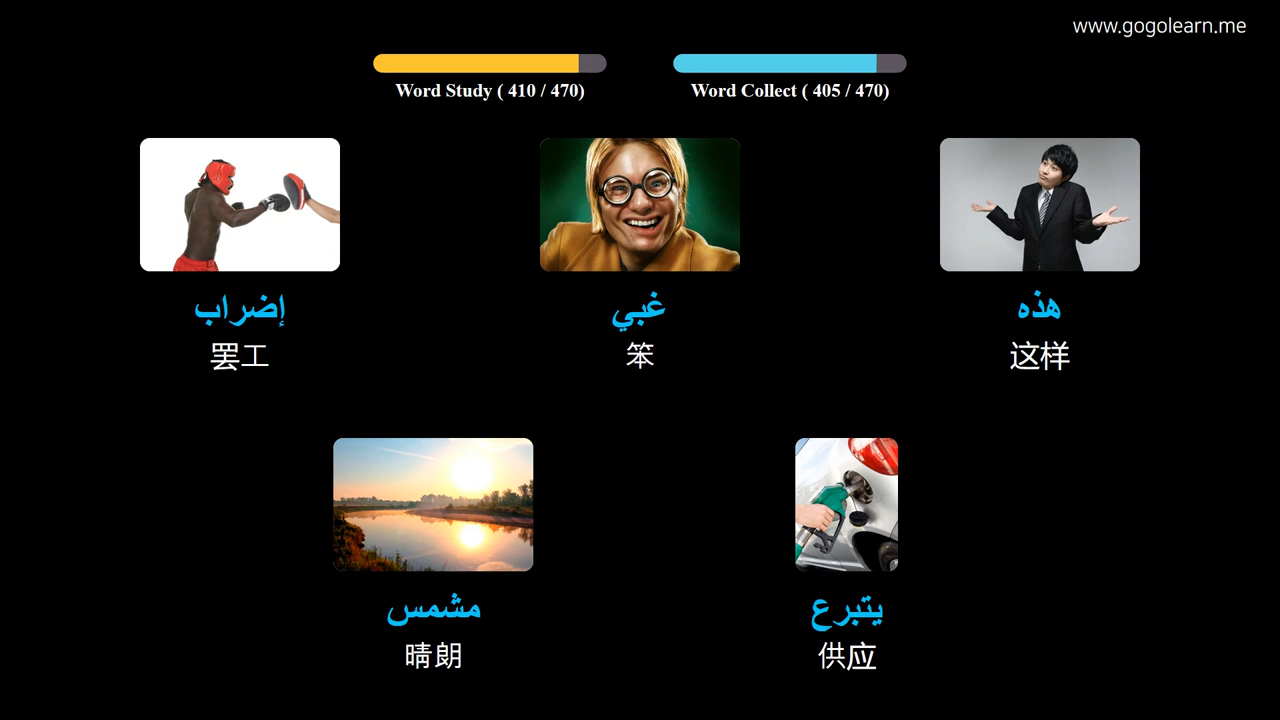 www.gogolearn.me
Word Study ( 410 / 470)
Word Collect ( 405 / 470)
إضراب
罢工
غبي
笨
هذه
这样
مشمس
晴朗
يتبرع
供应